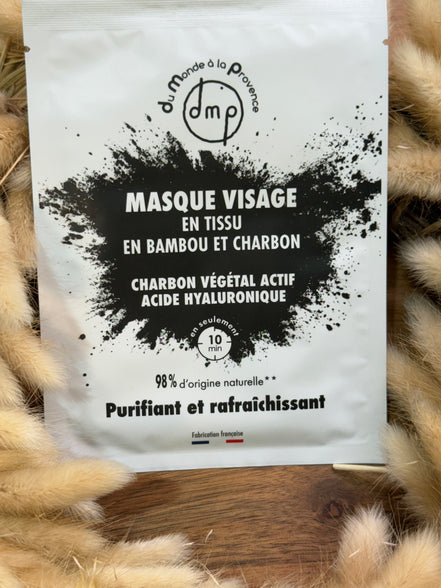 du Monde à la Provence
dmp
MASQUE VISAGE
EN TISSU
EN BAMBOU ET CHARBON
CHARBON VÉGÉTAL ACTIF
ACIDE HYALURONIQUE
en seulement
10
min
98% d'origine naturelle**
Purifiant et rafraîchissant
Fabrication française